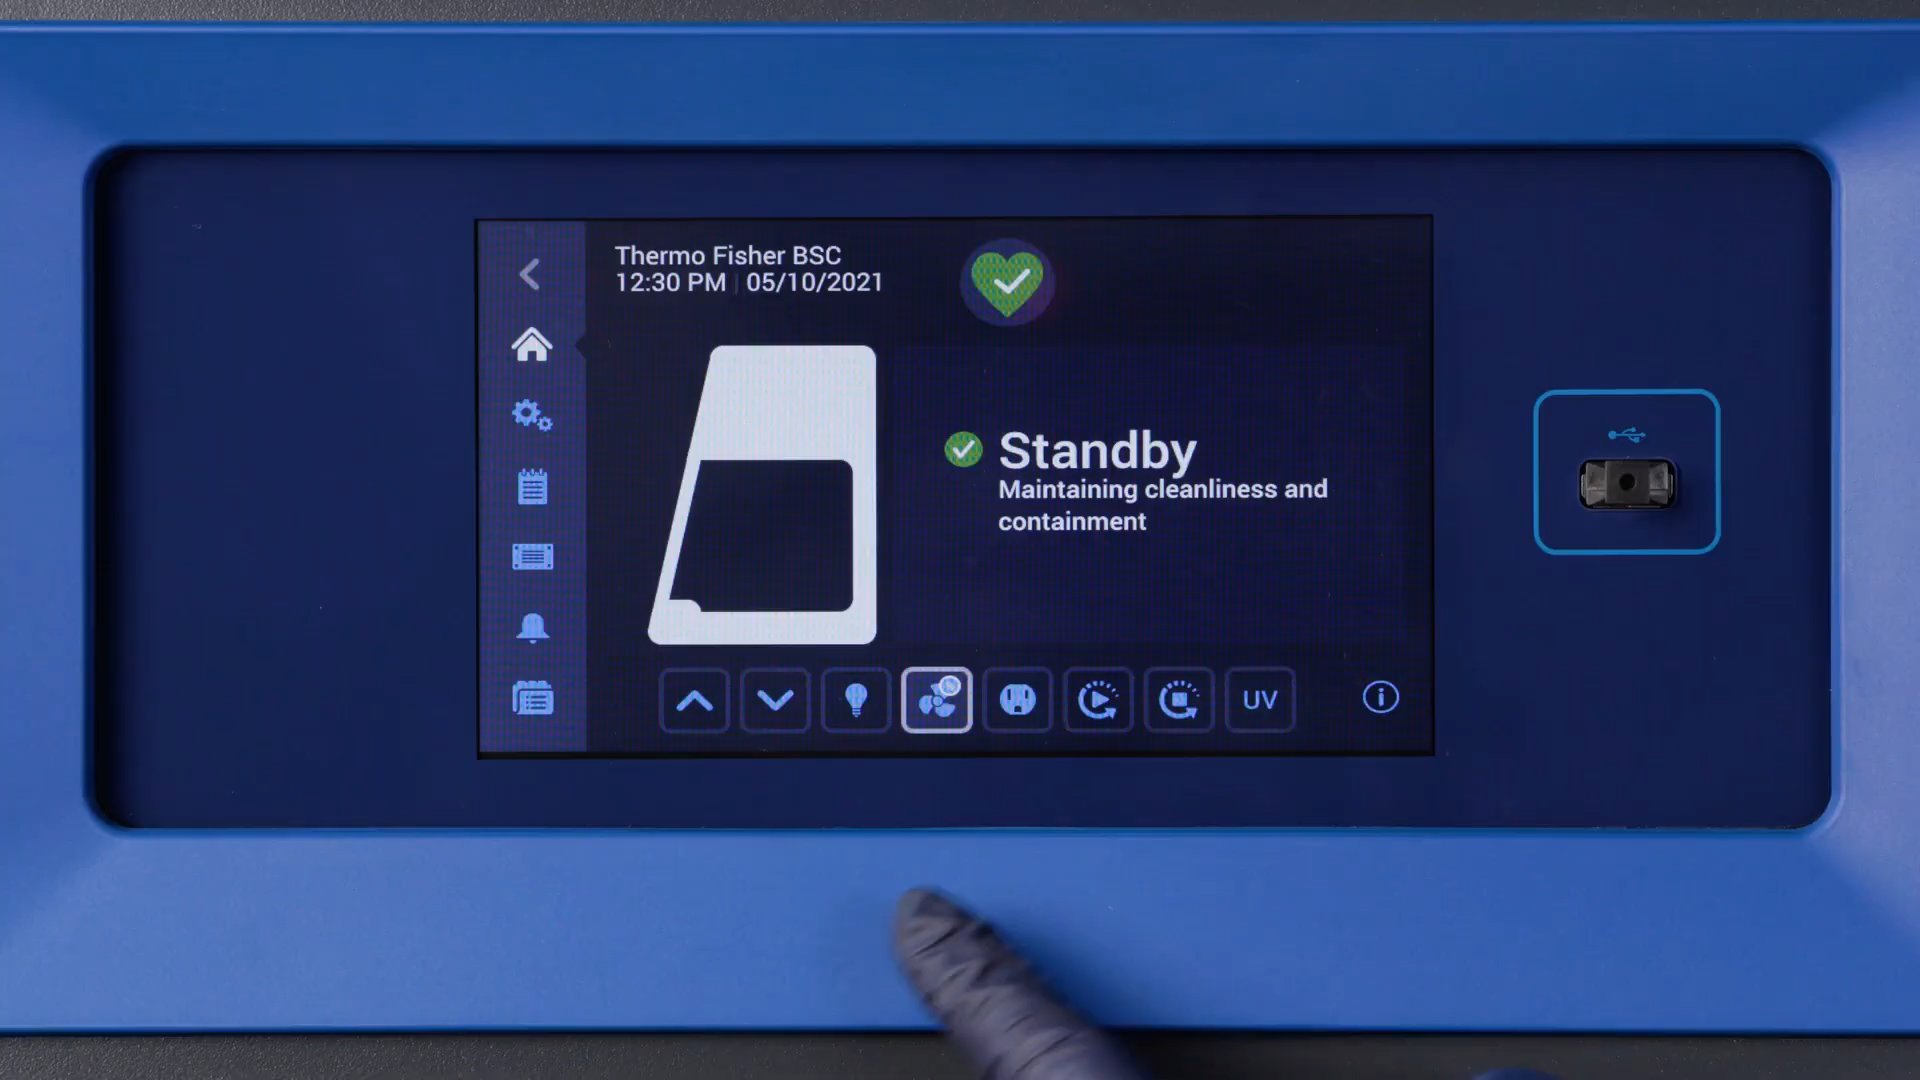 Thermo Fisher BSC
12:30 PM | 05/10/2021
Standby
Maintaining cleanliness and
containment
UV